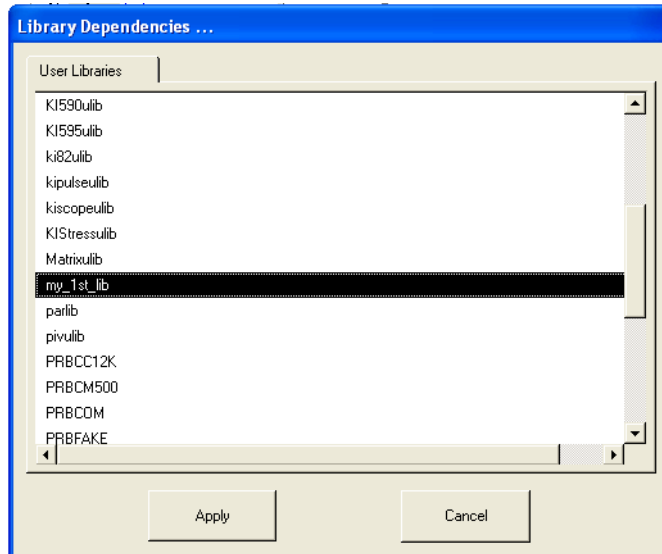 Library Dependencies ...
User Libraries
KI590ulib
KI595ulib
ki82ulib
kipulseulib
kiscopeulib
KIStressulib
Matrixulib
my_1st_lib
parlib
pivulib
PRBCC12K
PRBCM500
PRBCOM
PRBFAKE
Apply
Cancel